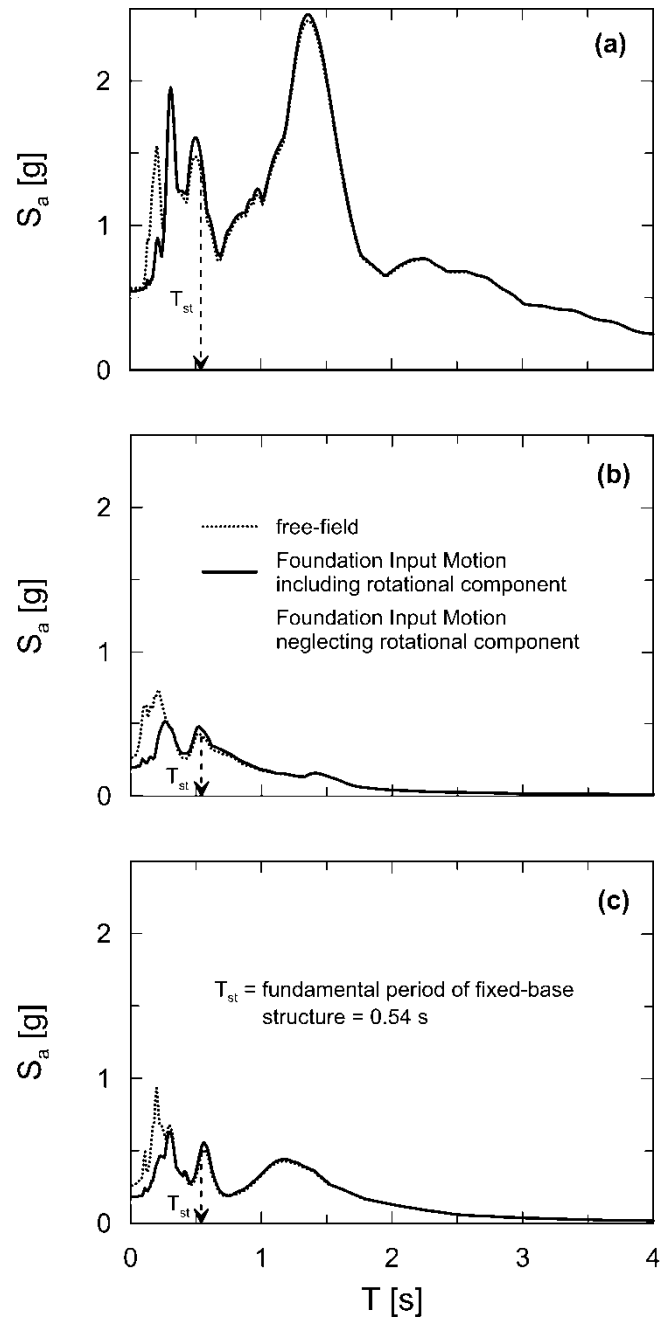 (a)
2
1
0
S_a [g]
T_st
(b)
2
1
0
S_a [g]
free-field
Foundation Input Motion
including rotational component
Foundation Input Motion
neglecting rotational component
T_st
(c)
2
1
0
S_a [g]
T_st = fundamental period of fixed-base
structure = 0.54 s
T_st
0 1 2 3 4
T [s]